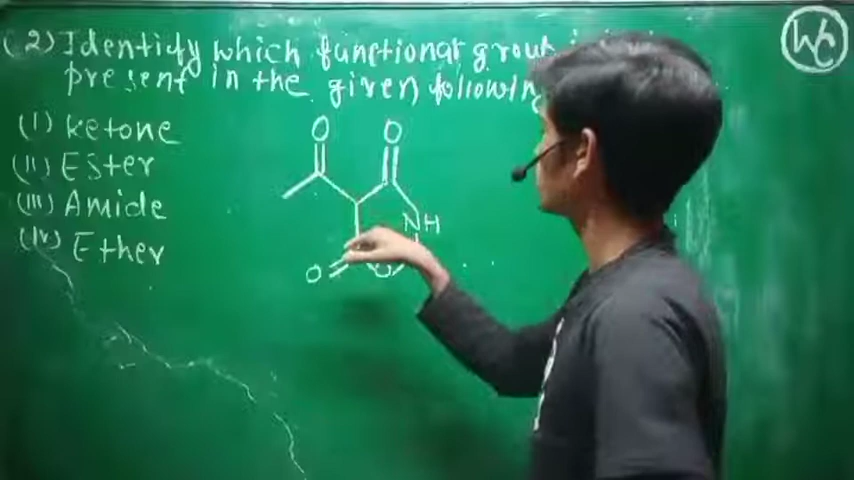 (2) Identify which functional group
present in the given following
(I) Ketone
(II) Ester
(III) Amide
(IV) Ether
O
O
NH
O
O
WC